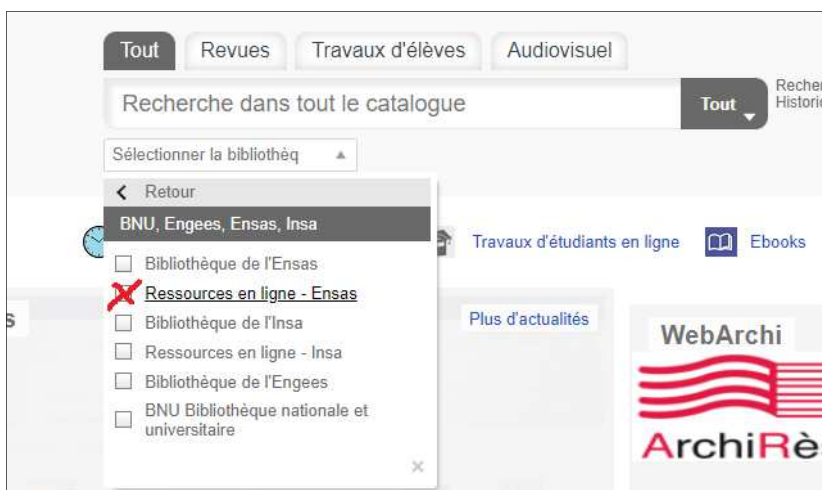 Tout Revues Travaux d'élèves Audiovisuel
Recherche dans tout le catalogue Tout
Sélectionner la bibliothèq
Retour
BNU, Engees, Ensas, Insa
Travaux d'étudiants en ligne Ebooks
Bibliothèque de l'Ensas
Ressources en ligne - Ensas
Plus d'actualités
Bibliothèque de l'Insa
WebArchi
Ressources en ligne - Insa
Bibliothèque de l'Engees
BNU Bibliothèque nationale et
universitaire
ArchiRè